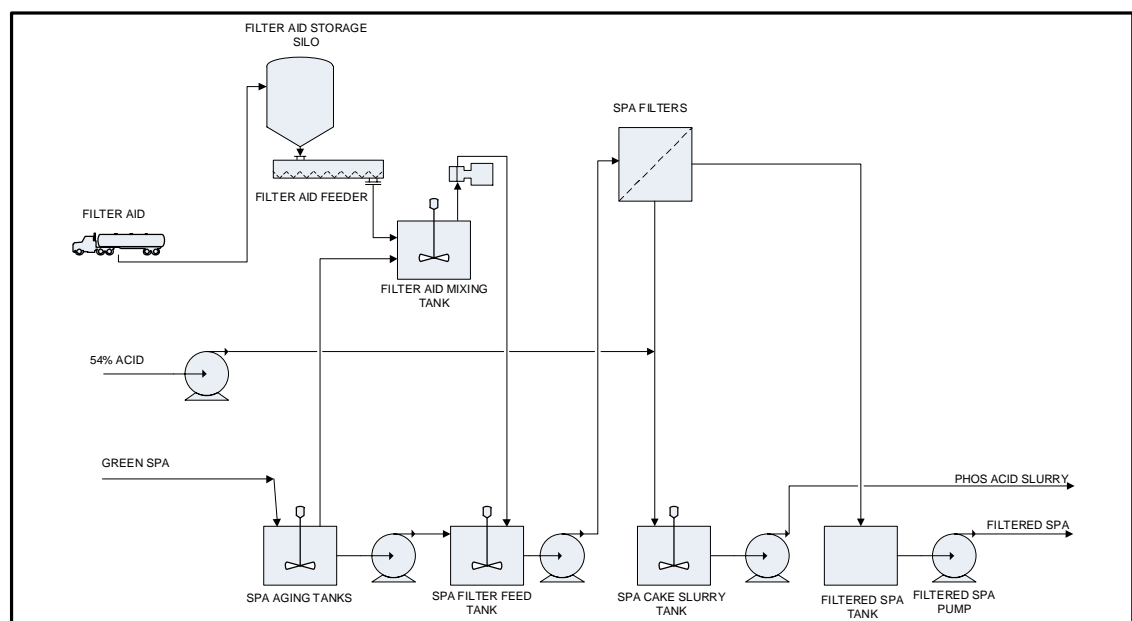 FILTER AID STORAGE
SILO
SPA FILTERS
FILTER AID FEEDER
FILTER AID
FILTER AID MIXING
TANK
54% ACID
GREEN SPA
PHOS ACID SLURRY
FILTERED SPA
SPA AGING TANKS
SPA FILTER FEED
TANK
SPA CAKE SLURRY
TANK
FILTERED SPA
TANK
FILTERED SPA
PUMP